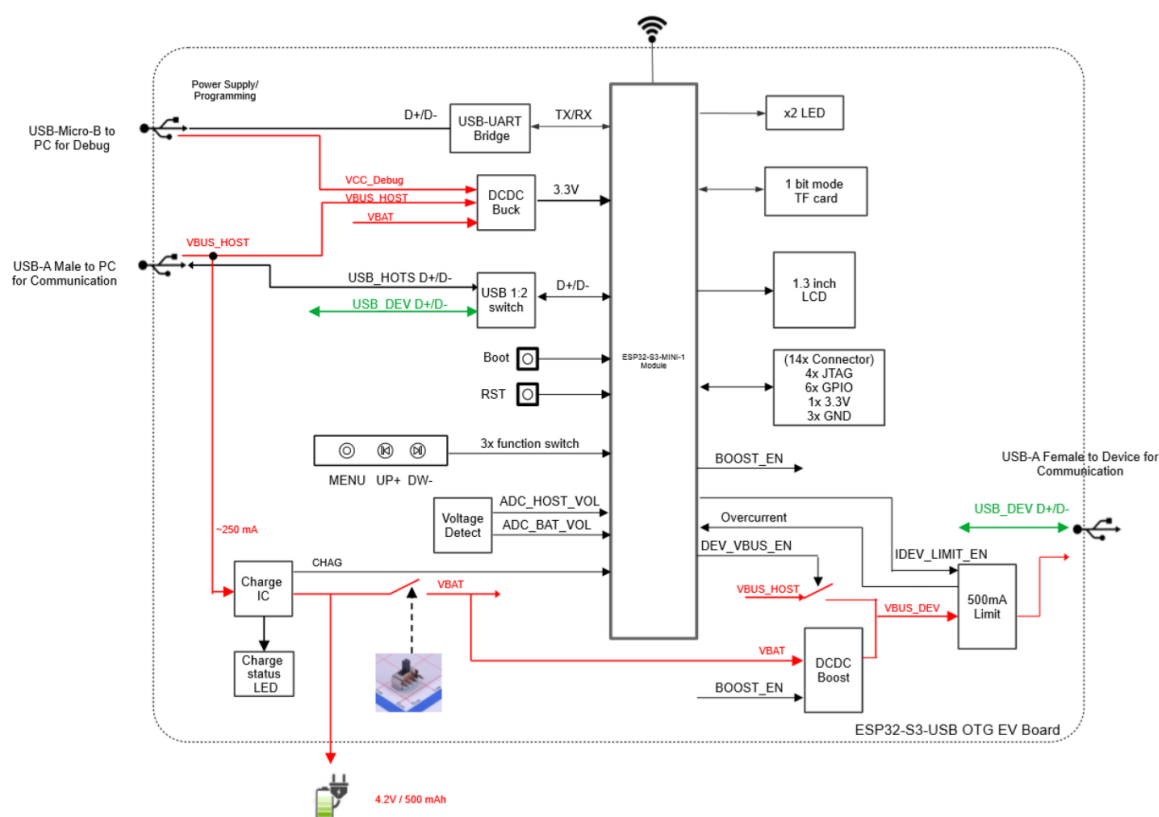 Power Supply/
Programming
USB-Micro-B to
PC for Debug
D+/D-
USB-UART
Bridge
TX/RX
x2 LED
VCC_Debug
VBUS_HOST
VBAT
DCDC
Buck
3.3V
1 bit mode
TF card
VBUS_HOST
USB-A Male to PC
for Communication
USB_HOTS D+/D-
USB_DEV D+/D-
USB 1:2
switch
D+/D-
1.3 inch
LCD
Boot
RST
ESP32-S3-MINI-1
Module
(14x Connector)
4x JTAG
6x GPIO
1x 3.3V
3x GND
3x function switch
MENU UP+ DW-
BOOST_EN
USB-A Female to Device for
Communication
USB_DEV D+/D-
Voltage
Detect
ADC_HOST_VOL
ADC_BAT_VOL
Overcurrent
DEV_VBUS_EN
IDEV_LIMIT_EN
~250 mA
CHAG
Charge
IC
VBAT
VBUS_HOST
VBUS_DEV
500mA
Limit
Charge
status
LED
VBAT
DCDC
Boost
BOOST_EN
ESP32-S3-USB OTG EV Board
4.2V / 500 mAh